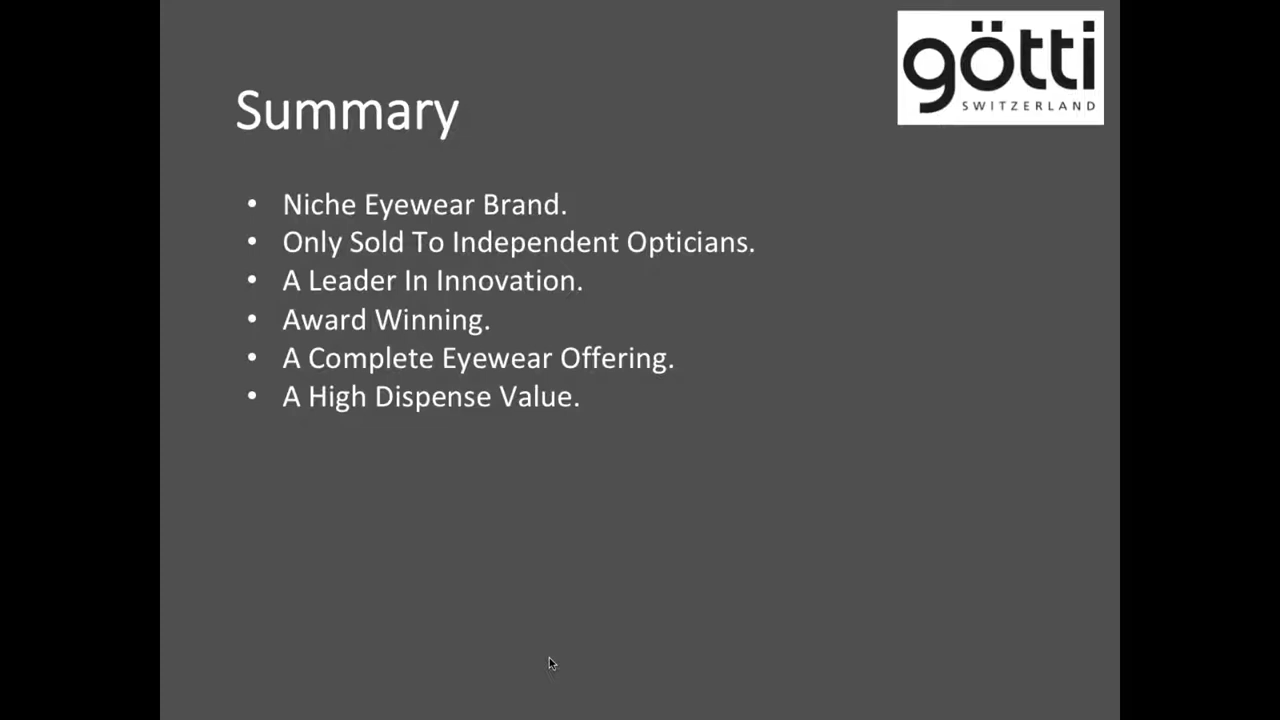 götti
SWITZERLAND
Summary
• Niche Eyewear Brand.
• Only Sold To Independent Opticians.
• A Leader In Innovation.
• Award Winning.
• A Complete Eyewear Offering.
• A High Dispense Value.